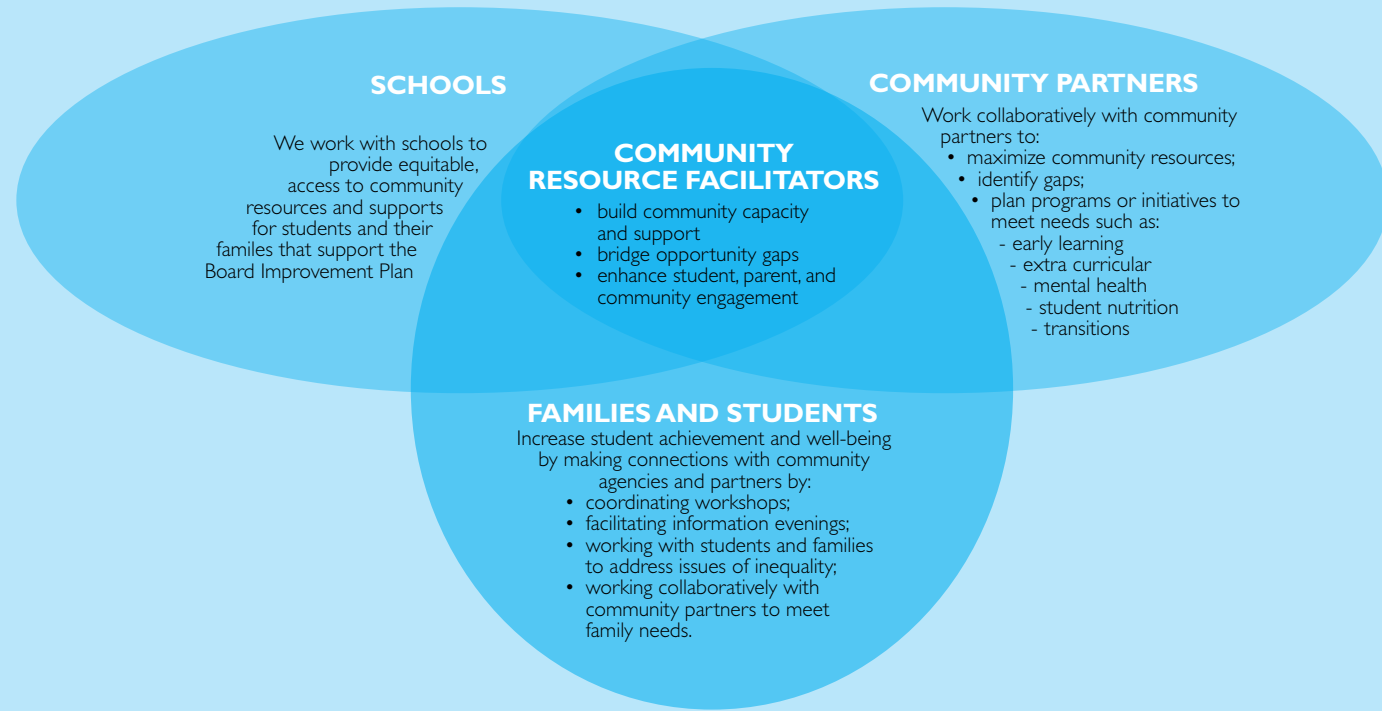 SCHOOLS
We work with schools to
provide equitable,
access to community
resources and supports
for students and their
familes that support the
Board Improvement Plan
COMMUNITY
RESOURCE FACILITATORS
• build community capacity
and support
• bridge opportunity gaps
• enhance student, parent, and
community engagement
COMMUNITY PARTNERS
Work collaboratively with community
partners to:
• maximize community resources;
• identify gaps;
• plan programs or initiatives to
meet needs such as:
- early learning
- extra curricular
- mental health
- student nutrition
- transitions
FAMILIES AND STUDENTS
Increase student achievement and well-being
by making connections with community
agencies and partners by:
• coordinating workshops;
• facilitating information evenings;
• working with students and families
to address issues of inequality;
• working collaboratively with
community partners to meet
family needs.